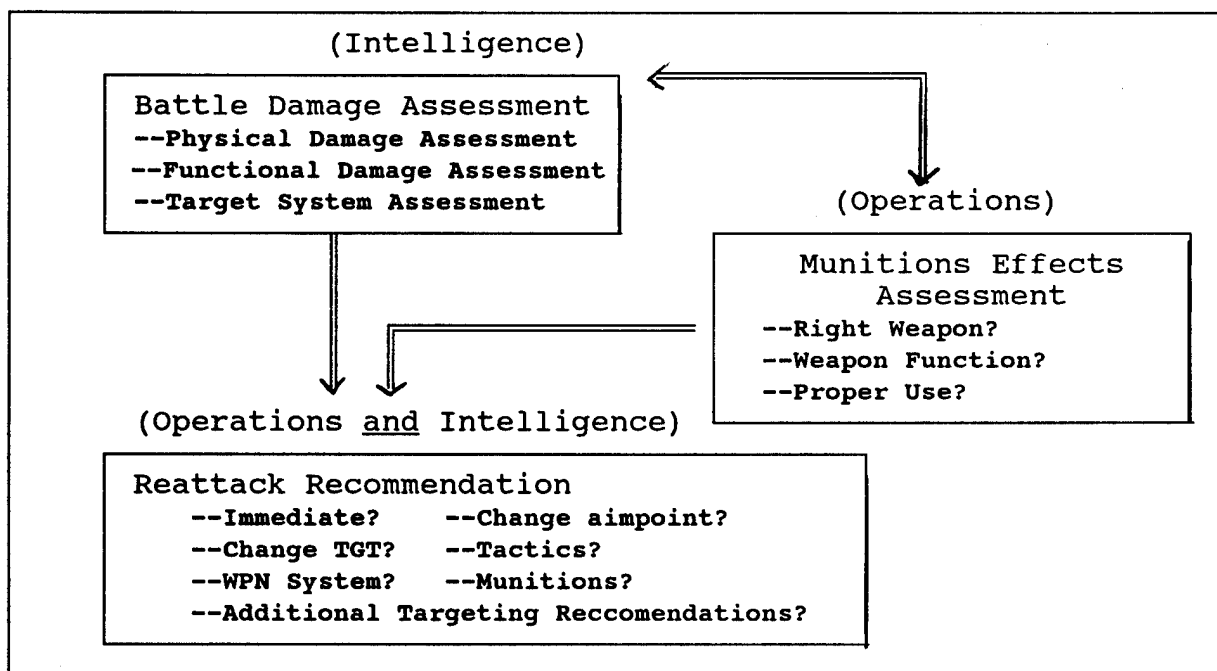 (Intelligence)
Battle Damage Assessment
--Physical Damage Assessment
--Functional Damage Assessment
--Target System Assessment
(Operations)
Munitions Effects
Assessment
--Right Weapon?
--Weapon Function?
--Proper Use?
(Operations and Intelligence)
Reattack Recommendation
--Immediate? --Change aimpoint?
--Change TGT? --Tactics?
--WPN System? --Munitions?
--Additional Targeting Reccomendations?